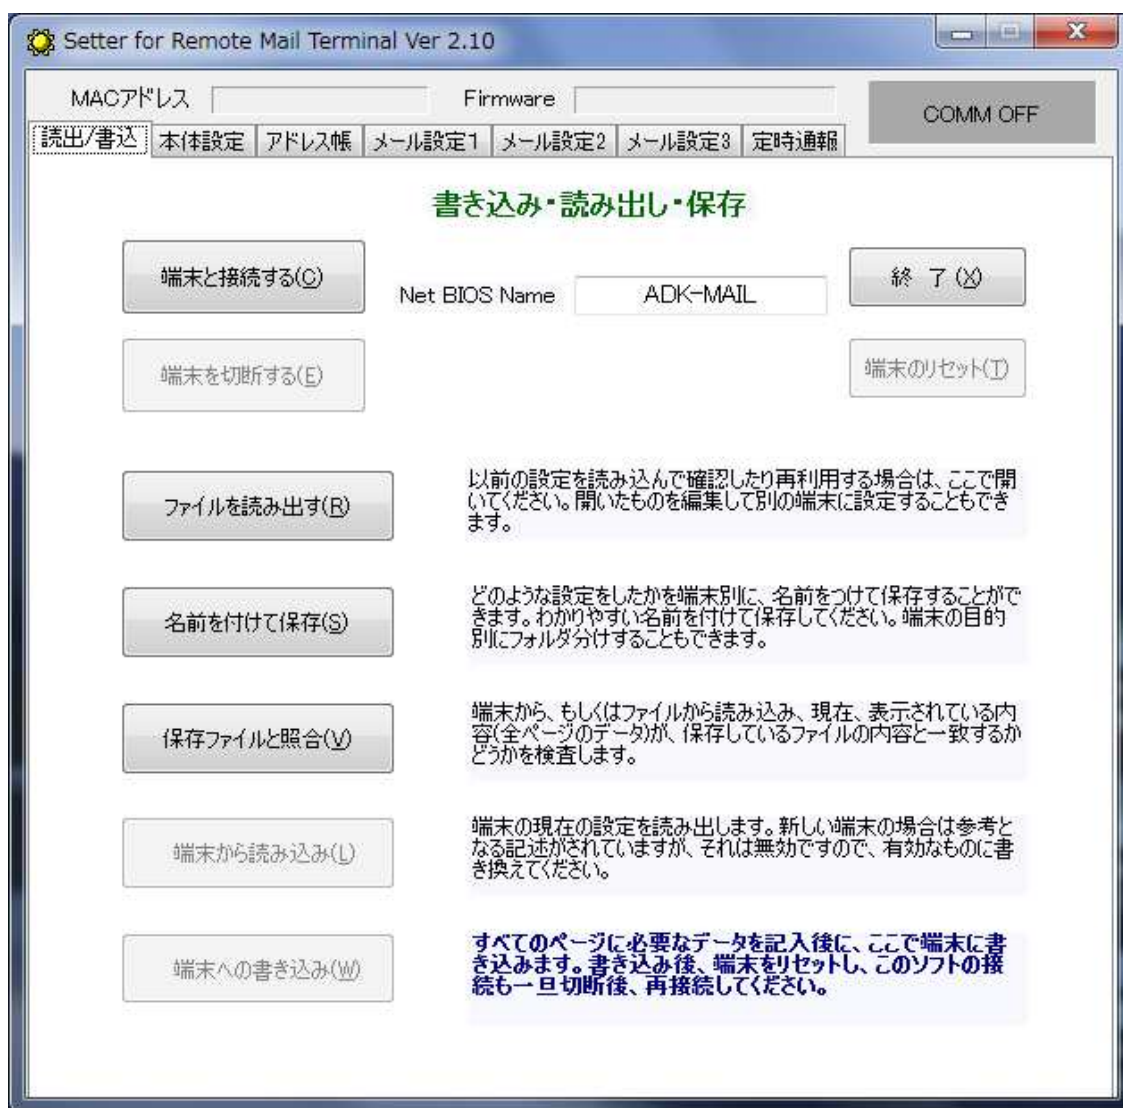 Setter for Remote Mail Terminal Ver 2.10
MACアドレス
Firmware
COMM OFF
読出/書込
本体設定
アドレス帳
メール設定1
メール設定2
メール設定3
定時通報
書き込み・読み出し・保存
端末と接続する(C)
Net BIOS Name
ADK-MAIL
終 了(X)
端末を切断する(E)
端末のリセット(T)
ファイルを読み出す(R)
以前の設定を読み込んで確認したり再利用する場合は、ここで開
いてください。開いたものを編集して別の端末に設定することもでき
ます。
名前を付けて保存(S)
どのような設定をしたかを端末別に、名前をつけて保存することがで
きます。わかりやすい名前を付けて保存してください。端末の目的
別にフォルダ分けすることもできます。
保存ファイルと照合(V)
端末から、もしくはファイルから読み込み、現在、表示されている内
容(全ページのデータ)が、保存しているファイルの内容と一致するか
どうかを検査します。
端末から読み込み(L)
端末の現在の設定を読み出します。新しい端末の場合は参考と
なる記述がされていますが、それは無効ですので、有効なものに書
き換えてください。
端末への書き込み(W)
すべてのページに必要なデータを記入後に、ここで端末に書
き込みます。書き込み後、端末をリセットし、このソフトの接
続も一旦切断後、再接続してください。